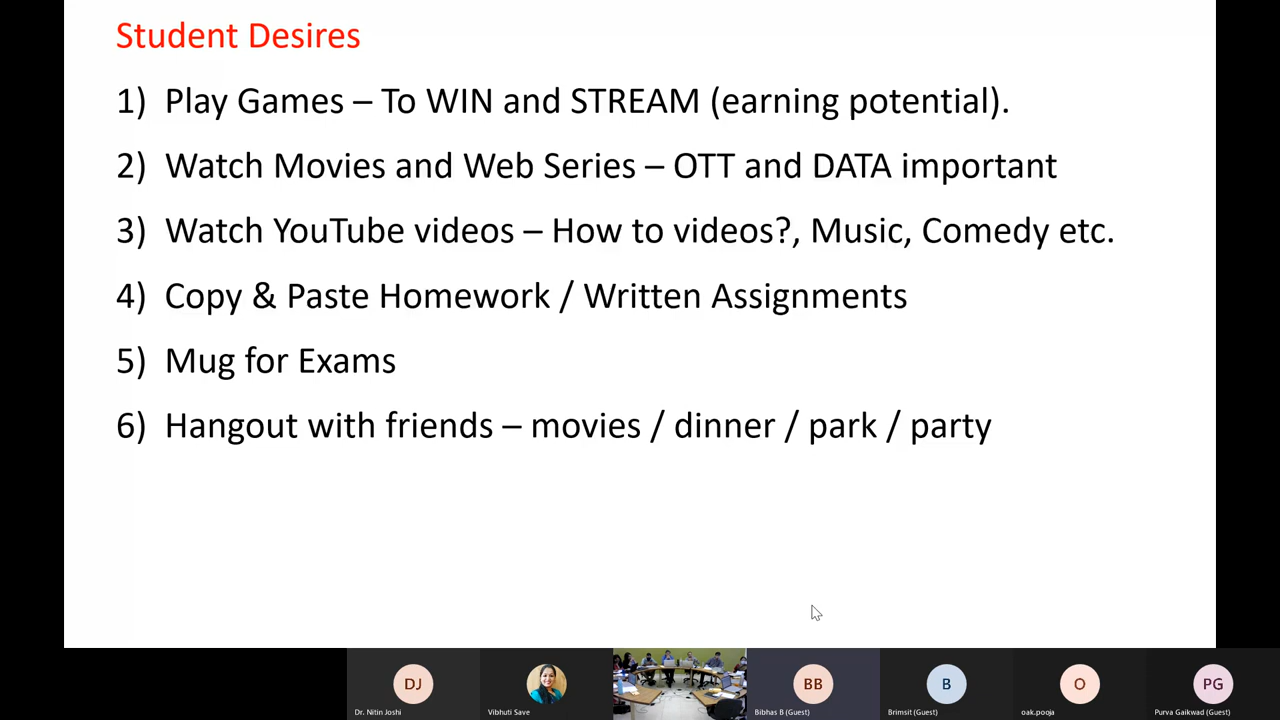 Student Desires
1) Play Games – To WIN and STREAM (earning potential).
2) Watch Movies and Web Series – OTT and DATA important
3) Watch YouTube videos – How to videos?, Music, Comedy etc.
4) Copy & Paste Homework / Written Assignments
5) Mug for Exams
6) Hangout with friends – movies / dinner / park / party
DJ
BB
B
O
PG
Dr. Nitin Joshi
Vibhuti Save
Bibhas B (Guest)
Brimsit (Guest)
oak.pooja
Purva Gaikwad (Guest)